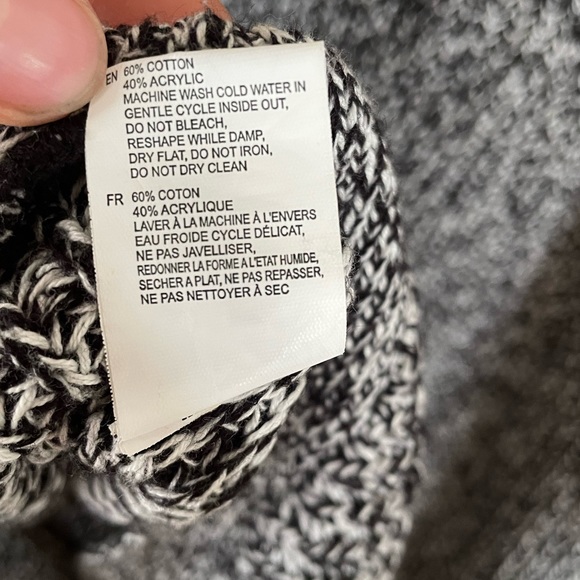 EN 60% COTTON
40% ACRYLIC
MACHINE WASH COLD WATER IN
GENTLE CYCLE INSIDE OUT,
DO NOT BLEACH,
RESHAPE WHILE DAMP,
DRY FLAT, DO NOT IRON,
DO NOT DRY CLEAN
FR 60% COTON
40% ACRYLIQUE
LAVER À LA MACHINE À L'ENVERS
EAU FROIDE CYCLE DÉLICAT,
NE PAS JAVELLISER,
REDONNER LA FORME A L'ETAT HUMIDE,
SECHER A PLAT, NE PAS REPASSER,
NE PAS NETTOYER À SEC